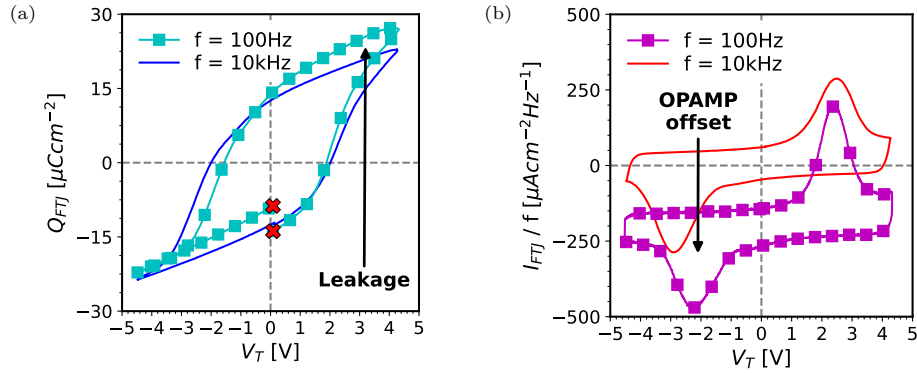 (a)
30
15
0
−15
−30
Q_FTJ [μCcm⁻²]
f = 100Hz
f = 10kHz
Leakage
−5 −4 −3 −2 −1 0 1 2 3 4 5
V_T [V]
(b)
500
250
0
−250
−500
I_FTJ / f [μAcm⁻²Hz⁻¹]
f = 100Hz
f = 10kHz
OPAMP
offset
−5 −4 −3 −2 −1 0 1 2 3 4 5
V_T [V]